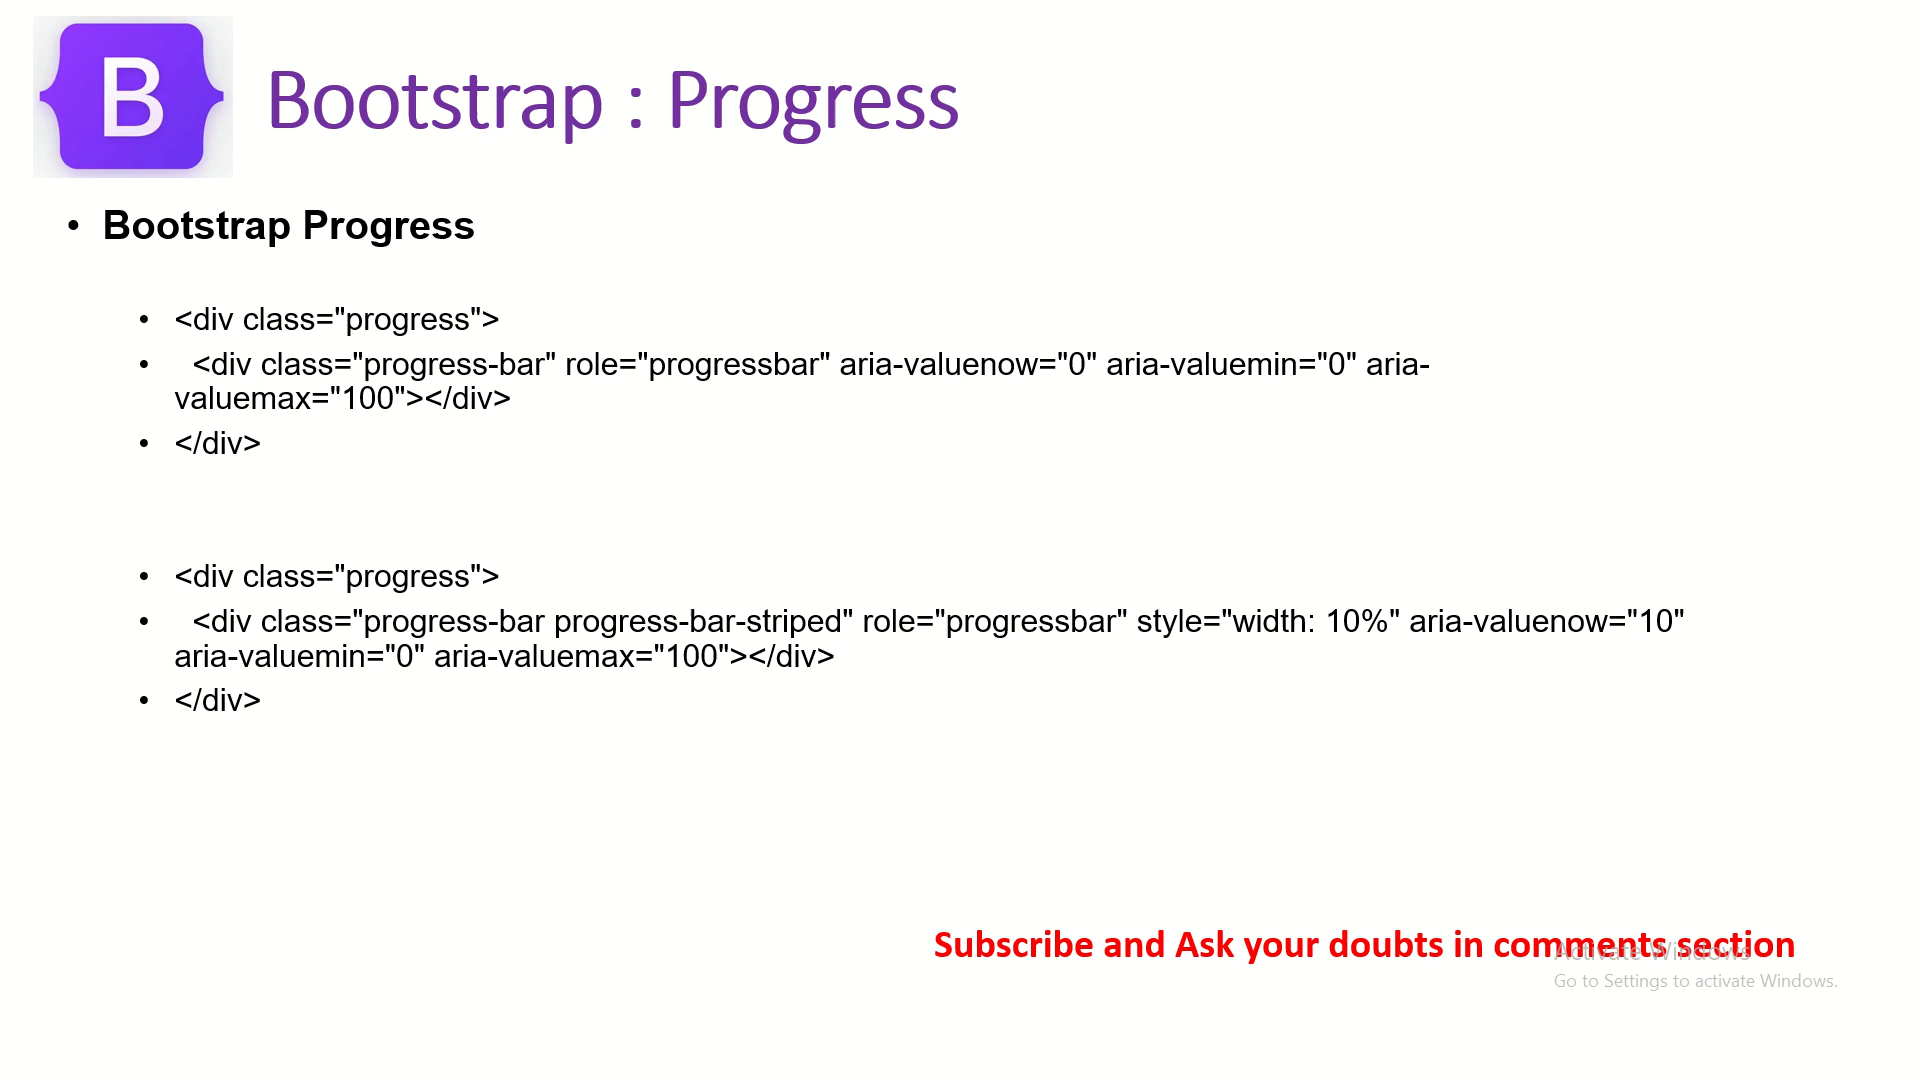 B
Bootstrap : Progress
• Bootstrap Progress
• <div class="progress">
• <div class="progress-bar" role="progressbar" aria-valuenow="0" aria-valuemin="0" aria-
valuemax="100"></div>
• </div>
• <div class="progress">
• <div class="progress-bar progress-bar-striped" role="progressbar" style="width: 10%" aria-valuenow="10"
aria-valuemin="0" aria-valuemax="100"></div>
• </div>
Subscribe and Ask your doubts in comments section
Activate Windows
Go to Settings to activate Windows.